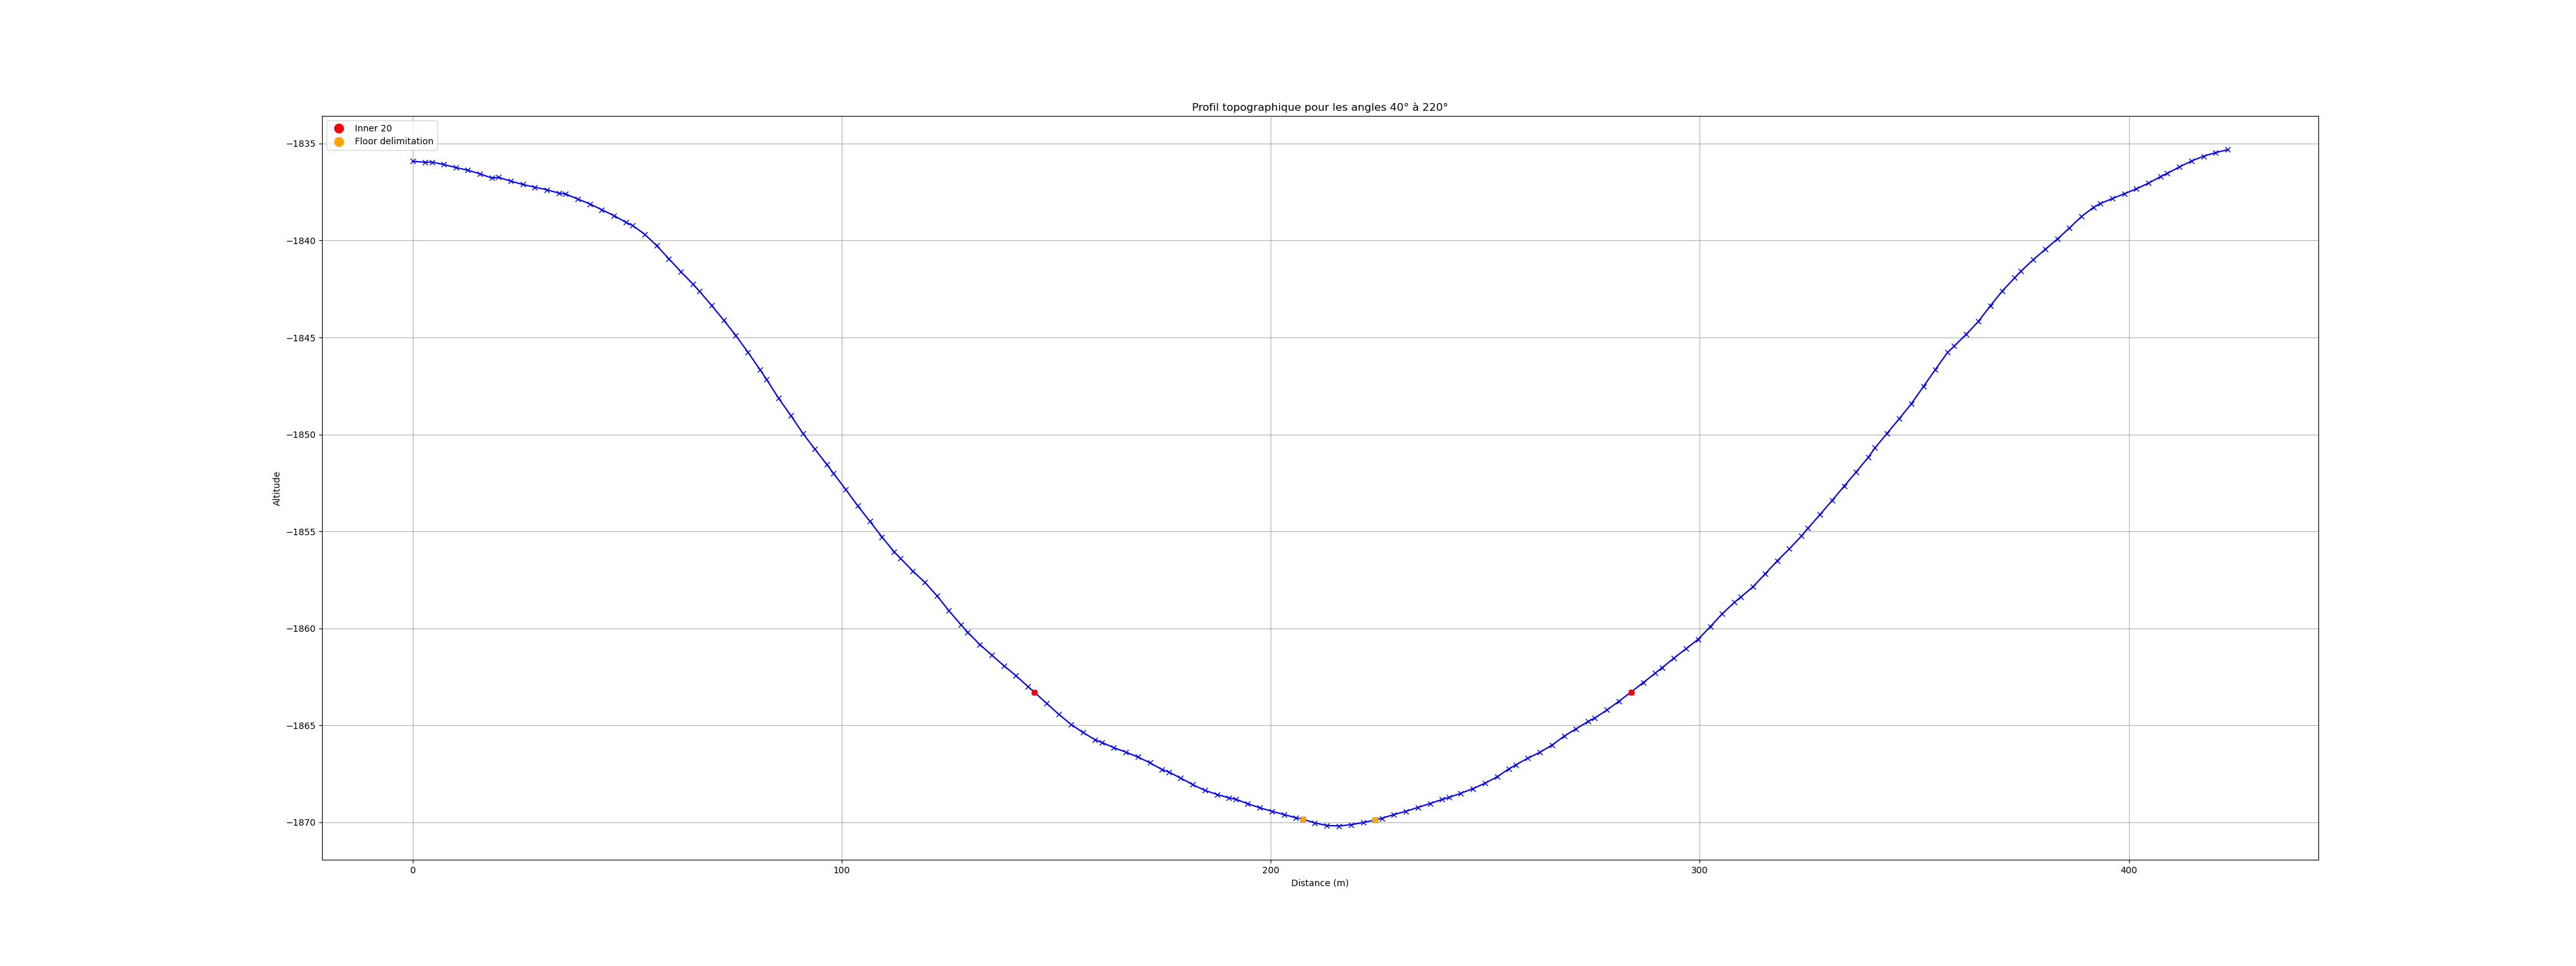 Profil topographique pour les angles 40° à 220°
Inner 20
Floor delimitation
−1835
−1840
−1845
−1850
−1855
−1860
−1865
−1870
Altitude
0 100 200 300 400
Distance (m)